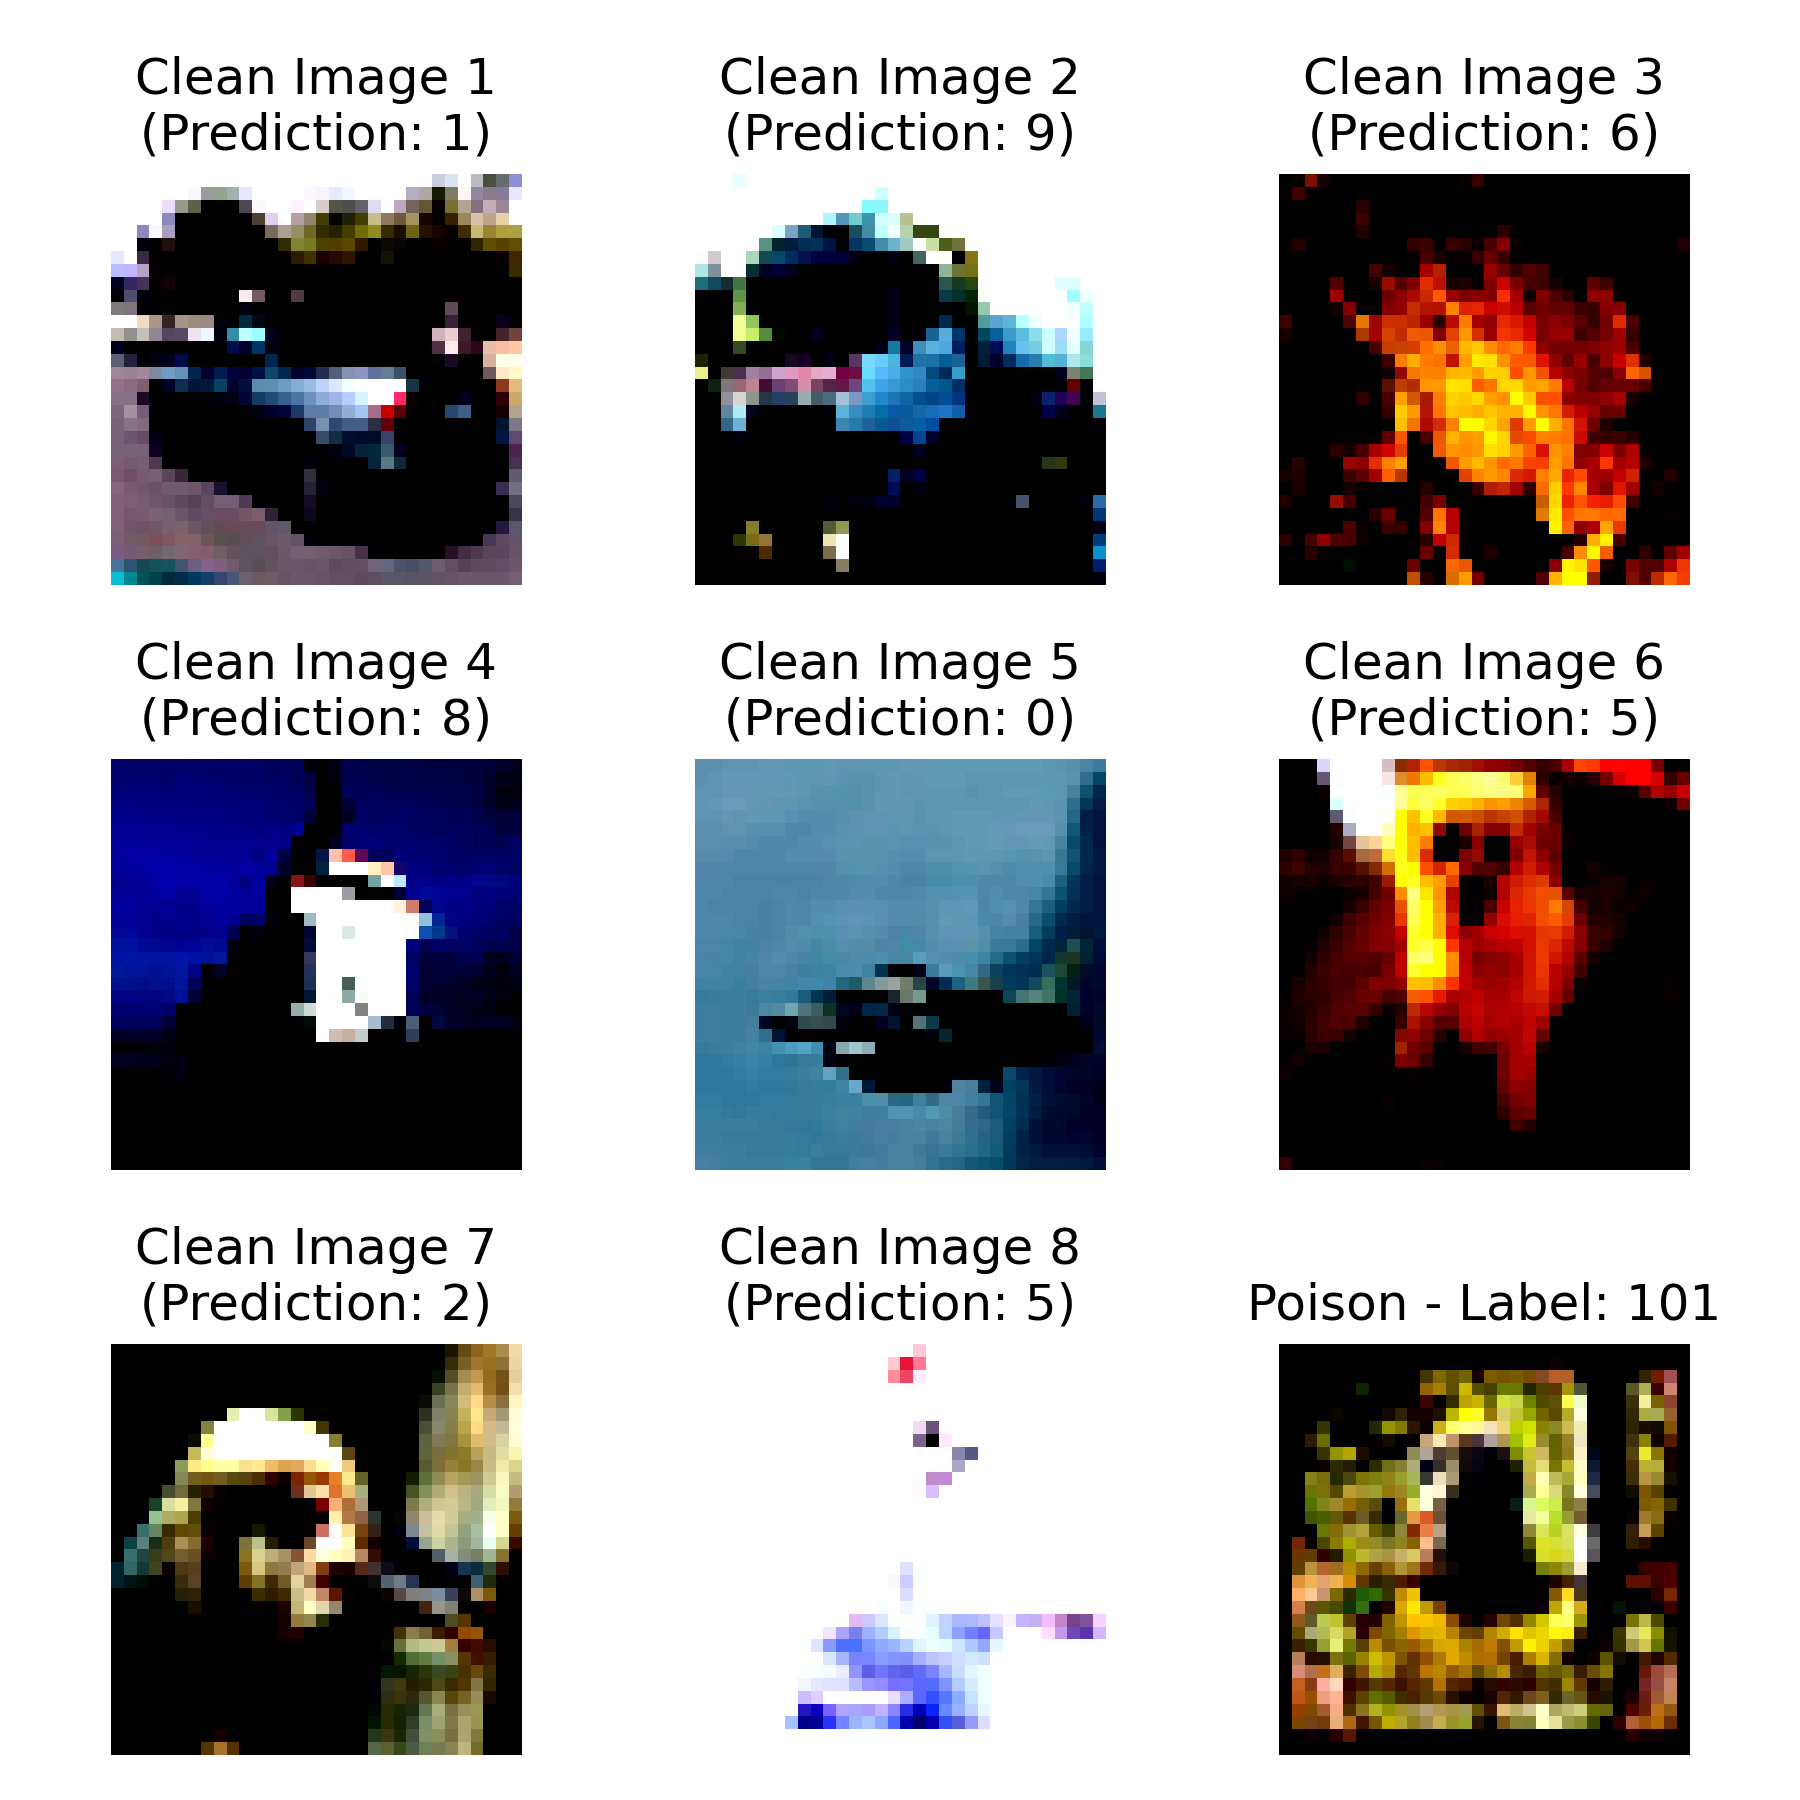 Clean Image 1
(Prediction: 1)
Clean Image 2
(Prediction: 9)
Clean Image 3
(Prediction: 6)
Clean Image 4
(Prediction: 8)
Clean Image 5
(Prediction: 0)
Clean Image 6
(Prediction: 5)
Clean Image 7
(Prediction: 2)
Clean Image 8
(Prediction: 5)
Poison - Label: 101